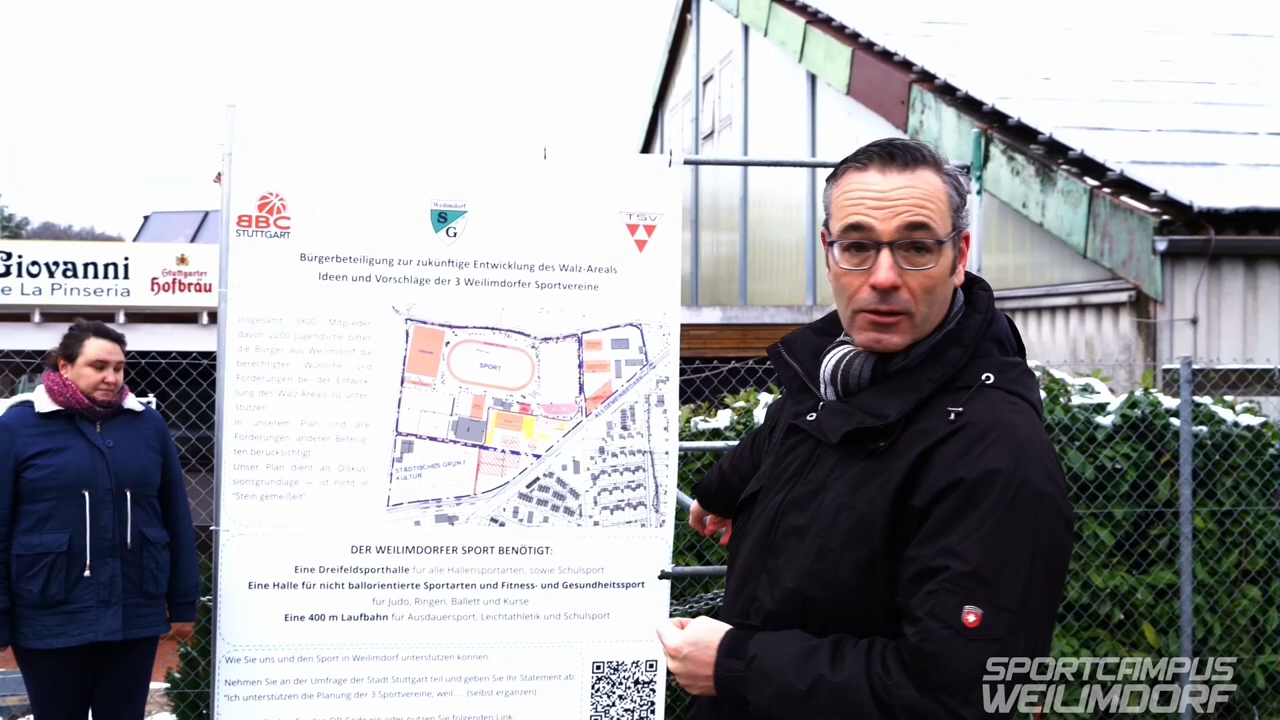 BBC
STUTTGART
Weilimdorf
S
G
TSV
Giovanni
e La Pinseria
Stuttgarter
Hofbräu
Bürgerbeteiligung zur zukünftige Entwicklung des Walz-Areals
Ideen und Vorschläge der 3 Weilimdorfer Sportvereine
Insgesamt 3800 Mitglieder
davon 2200 Jugendliche bitten
die Bürger aus Weilimdorf die
berechtigten Wünsche und
Forderungen bei der Entwick-
lung des Walz-Areals zu unter-
stützen.
In unserem Plan sind alle
Forderungen anderer Beteilig-
ten berücksichtigt.
Unser Plan dient als Diskus-
sionsgrundlage — ist nicht in
"Stein gemeißelt"
SPORT
STÄDTISCHES GRÜN /
KULTUR
DER WEILIMDORFER SPORT BENÖTIGT:
Eine Dreifeldsporthalle für alle Hallensportarten, sowie Schulsport
Eine Halle für nicht ballorientierte Sportarten und Fitness- und Gesundheitssport
für Judo, Ringen, Ballett und Kurse
Eine 400 m Laufbahn für Ausdauersport, Leichtathletik und Schulsport
Wie Sie uns und den Sport in Weilimdorf unterstützen können:
Nehmen Sie an der Umfrage der Stadt Stuttgart teil und geben Sie Ihr Statement ab:
"Ich unterstützen die Planung der 3 Sportvereine, weil.... (selbst ergänzen)
SPORTCAMPUS
WEILIMDORF